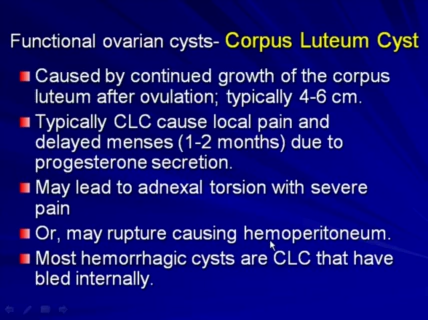 Functional ovarian cysts- Corpus Luteum Cyst
Caused by continued growth of the corpus
luteum after ovulation; typically 4-6 cm.
Typically CLC cause local pain and
delayed menses (1-2 months) due to
progesterone secretion.
May lead to adnexal torsion with severe
pain
Or, may rupture causing hemoperitoneum.
Most hemorrhagic cysts are CLC that have
bled internally.